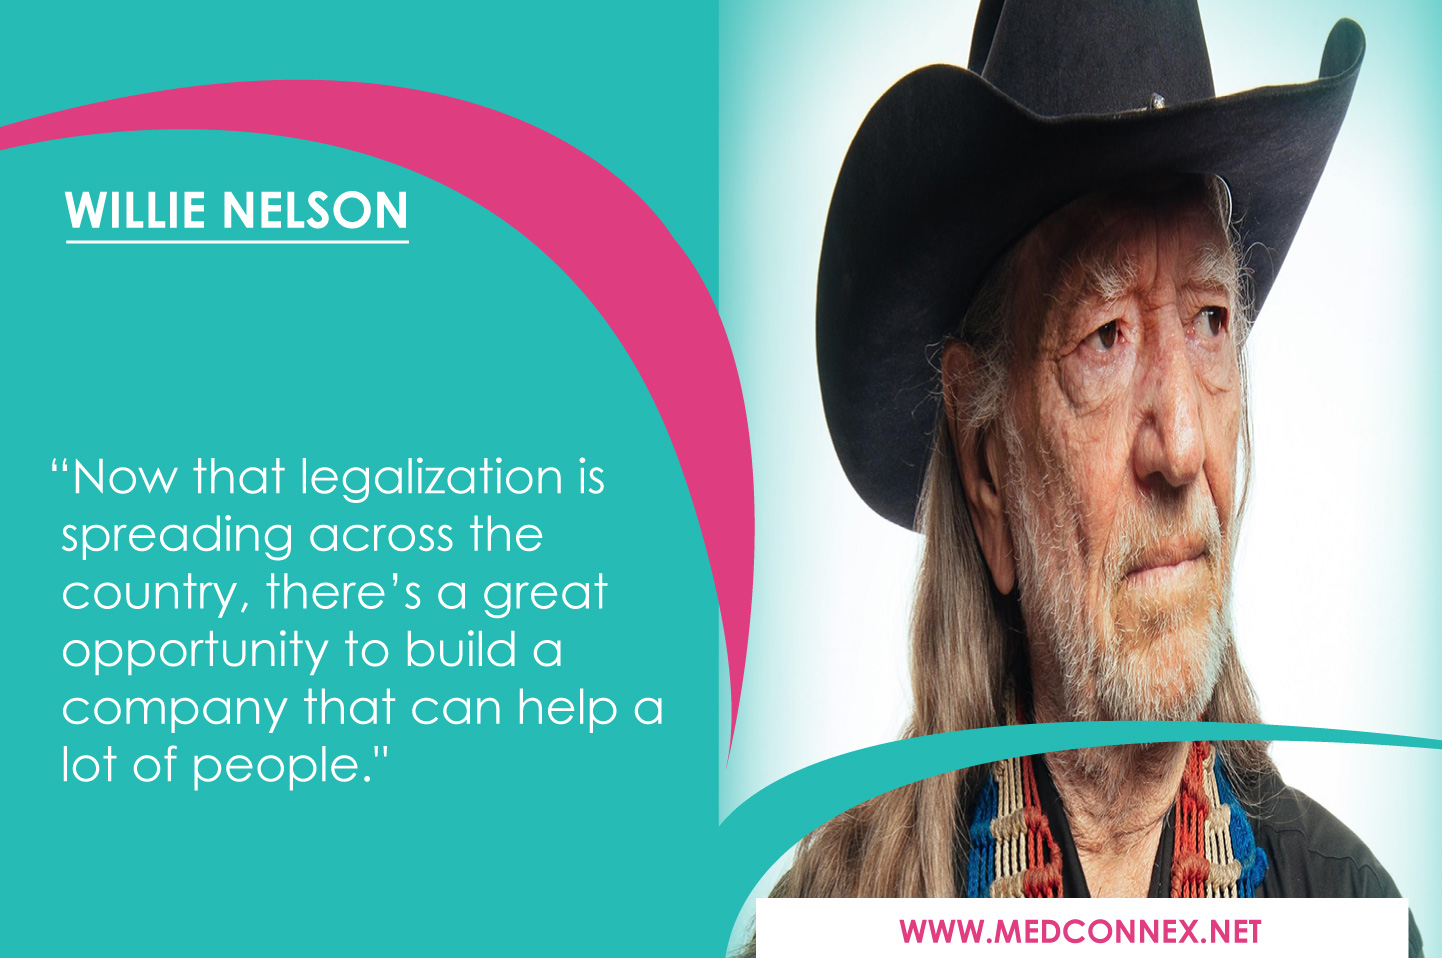 WILLIE NELSON
“Now that legalization is
spreading across the
country, there’s a great
opportunity to build a
company that can help a
lot of people."
WWW.MEDCONNEX.NET